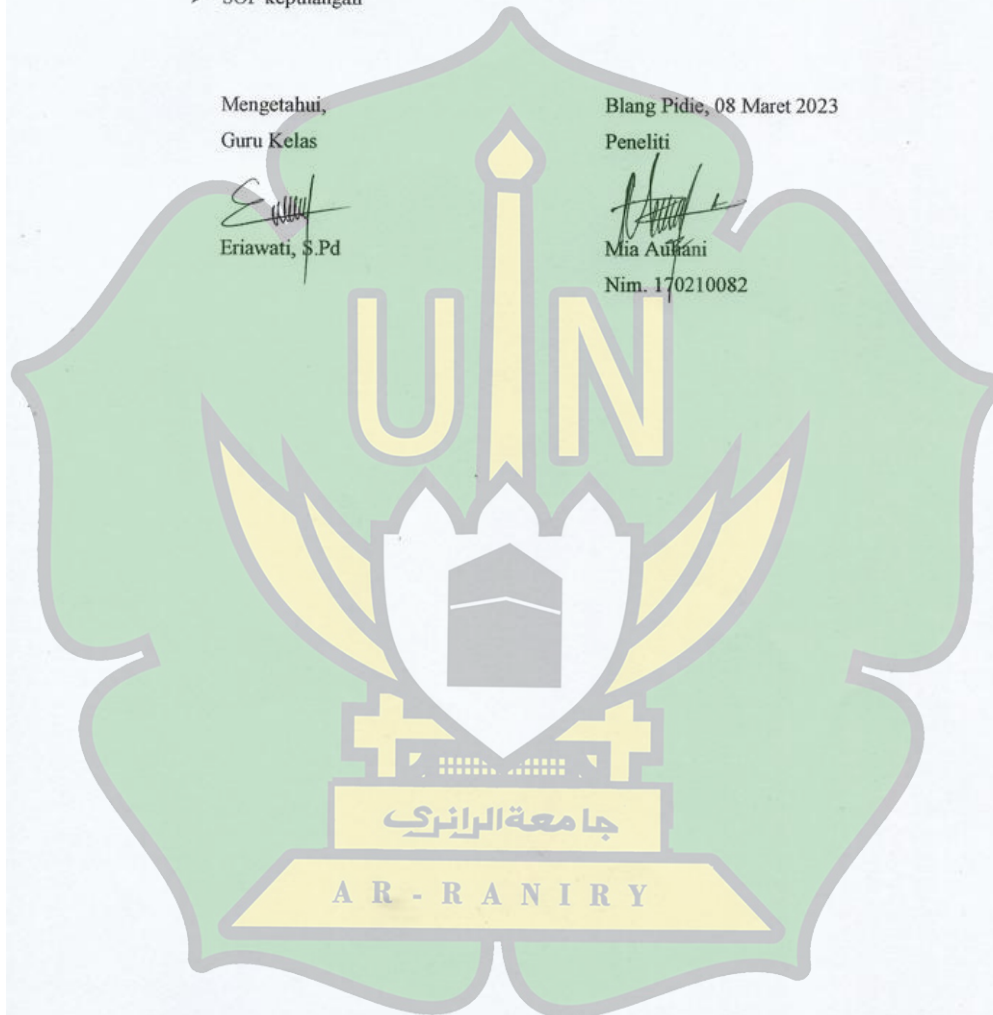 SOP kepulangan
Mengetahui,
Guru Kelas
Eriawati, S.Pd
Blang Pidie, 08 Maret 2023
Peneliti
Mia
Nim. 170210082
UIN
جامعة الرانري
AR-RANIRY